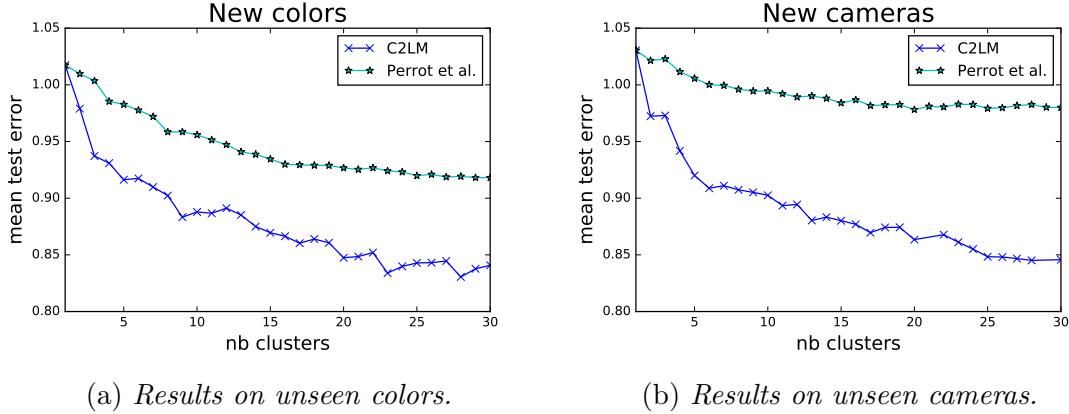 New colors
1.05
1.00
0.95
0.90
0.85
0.80
mean test error
C2LM
Perrot et al.
5 10 15 20 25 30
nb clusters
(a) Results on unseen colors.
New cameras
1.05
1.00
0.95
0.90
0.85
0.80
mean test error
C2LM
Perrot et al.
5 10 15 20 25 30
nb clusters
(b) Results on unseen cameras.